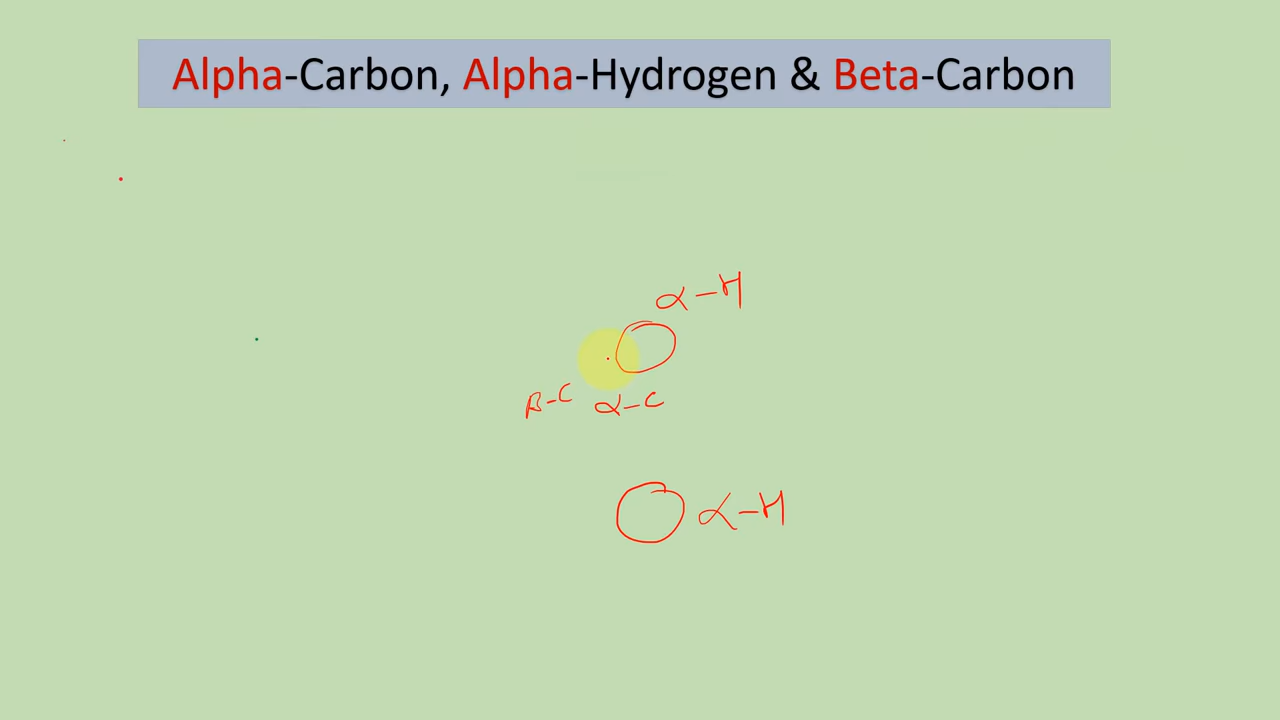 Alpha-Carbon, Alpha-Hydrogen & Beta-Carbon
α-H
β-C α-C
α-H